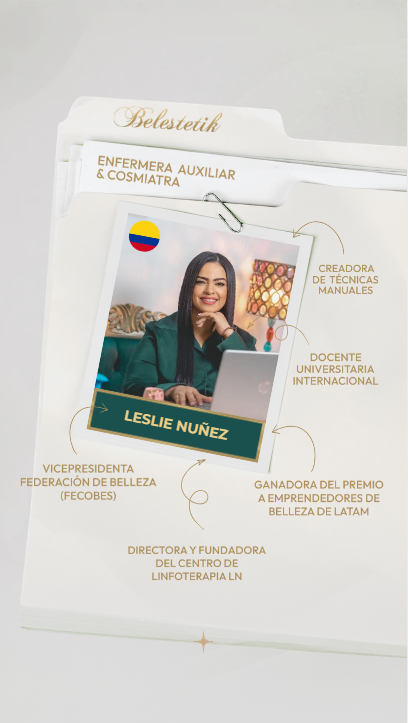 Belestetik
ENFERMERA AUXILIAR
& COSMIATRA
CREADORA
DE TÉCNICAS
MANUALES
DOCENTE
UNIVERSITARIA
INTERNACIONAL
LESLIE NUÑEZ
VICEPRESIDENTA
FEDERACIÓN DE BELLEZA
(FECOBES)
GANADORA DEL PREMIO
A EMPRENDEDORES DE
BELLEZA DE LATAM
DIRECTORA Y FUNDADORA
DEL CENTRO DE
LINFOTERAPIA LN